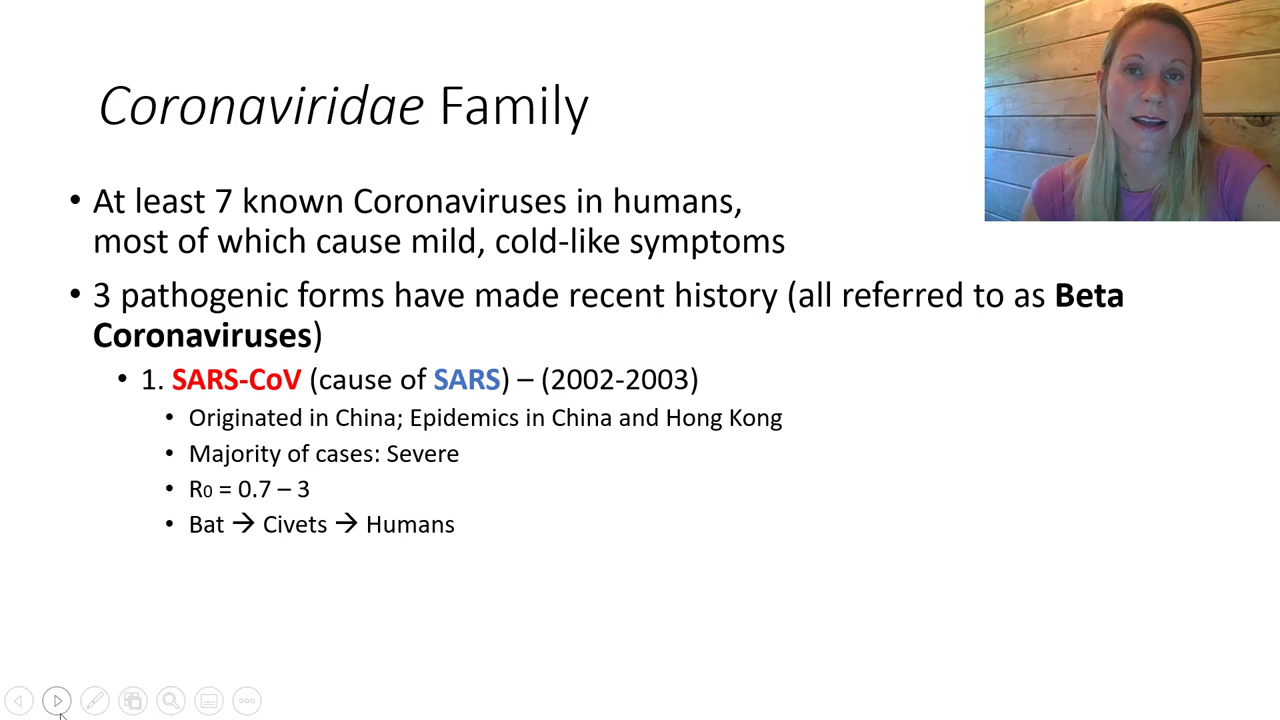 Coronaviridae Family
• At least 7 known Coronaviruses in humans,
most of which cause mild, cold-like symptoms
• 3 pathogenic forms have made recent history (all referred to as Beta
Coronaviruses)
• 1. SARS-CoV (cause of SARS) – (2002-2003)
• Originated in China; Epidemics in China and Hong Kong
• Majority of cases: Severe
• R0 = 0.7 – 3
• Bat → Civets → Humans